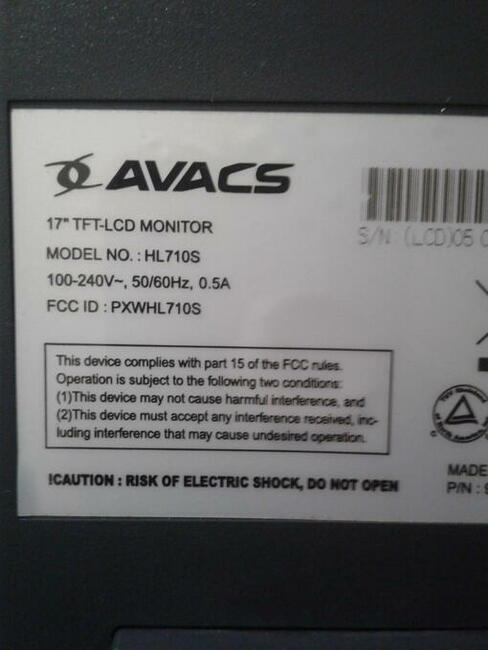 AVACS
17" TFT-LCD MONITOR
MODEL NO. : HL710S
100-240V~, 50/60Hz, 0.5A
FCC ID : PXWHL710S
S/N: (LCD)05
This device complies with part 15 of the FCC rules.
Operation is subject to the following two conditions:
(1)This device may not cause harmful interference, and
(2)This device must accept any interference received, inc-
luding interference that may cause undesired operation.
!CAUTION : RISK OF ELECTRIC SHOCK, DO NOT OPEN
MADE
P/N : 9